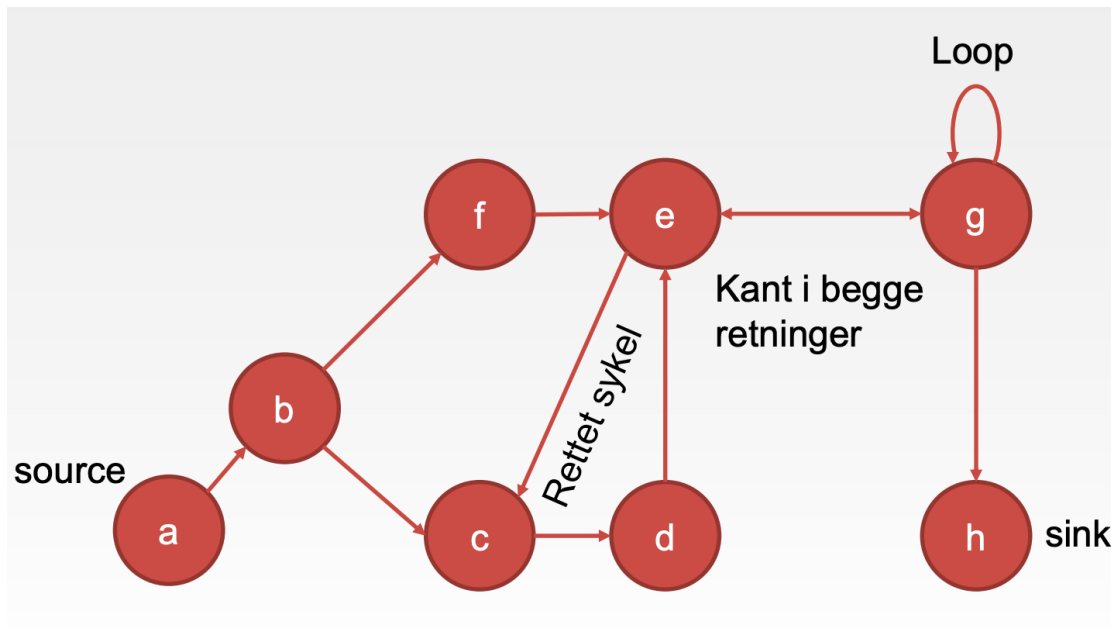 Loop
f
e
g
Kant i begge
retninger
Rettet sykel
b
source
a
c
d
h
sink